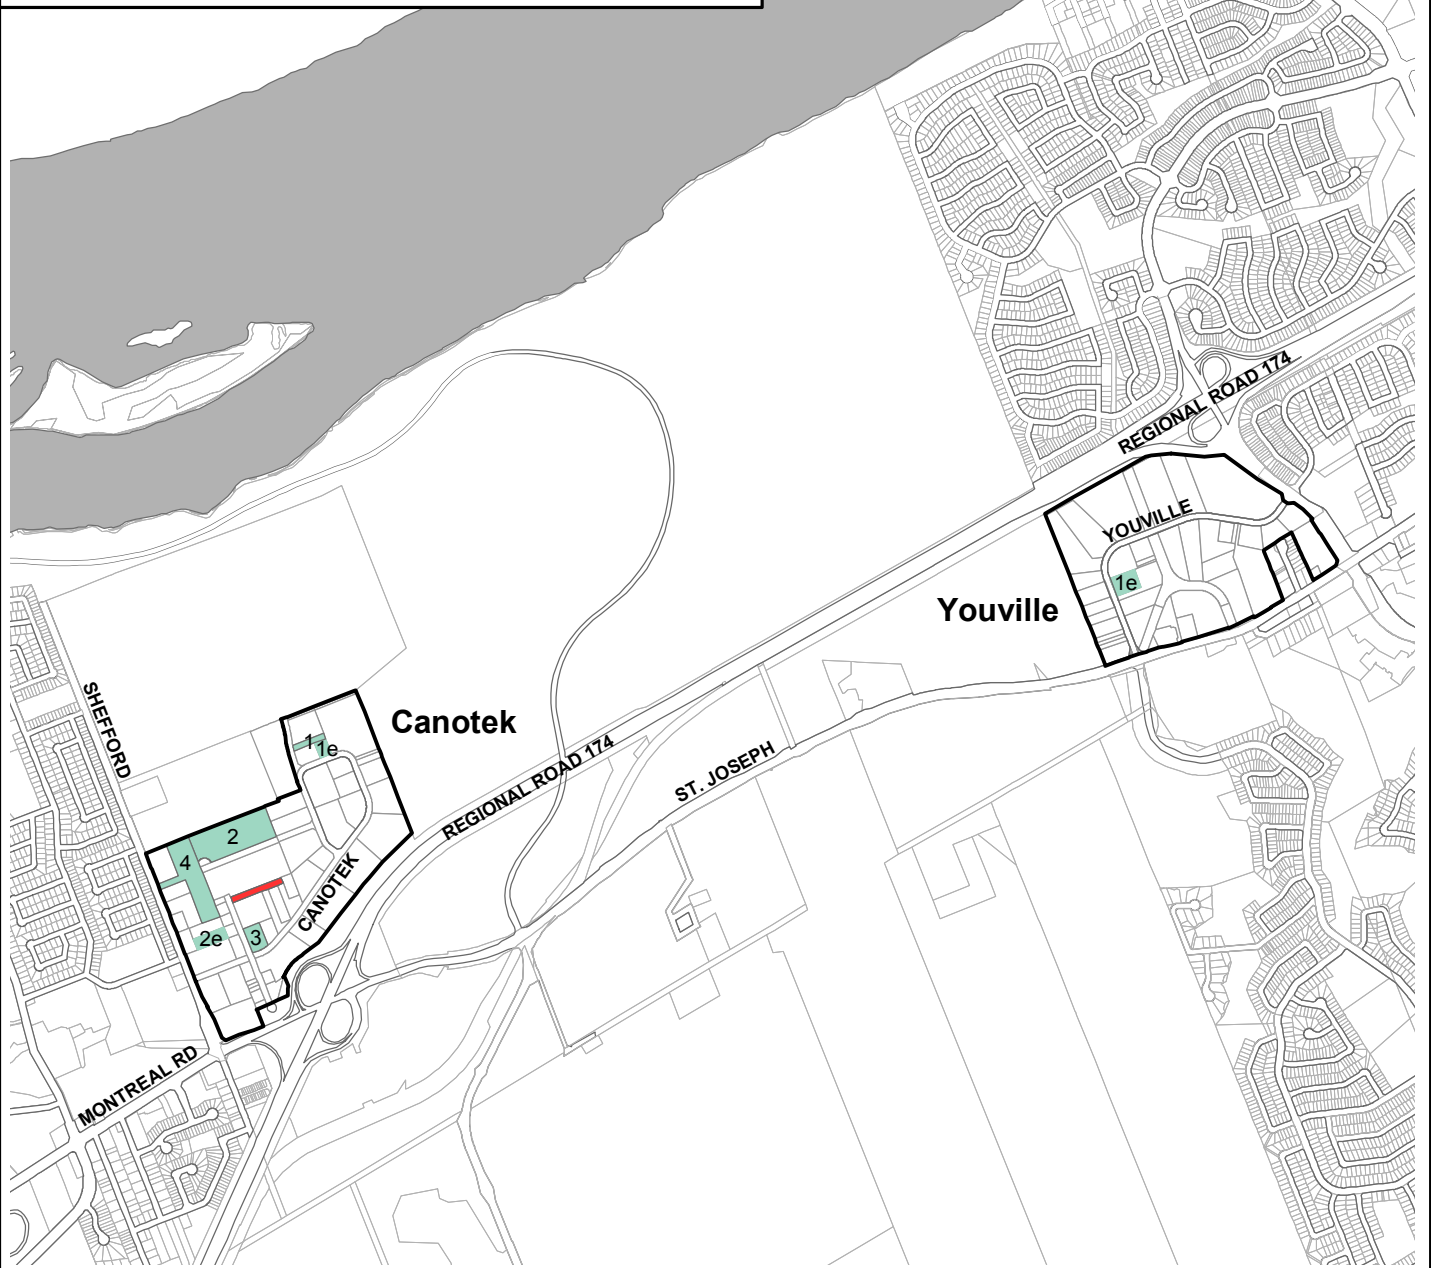 REGIONAL ROAD 174
YOUVILLE
1e
Youville
SHEFFORD
Canotek
1
1e
REGIONAL ROAD 174
ST. JOSEPH
2
4
CANOTEK
2e
3
MONTREAL RD